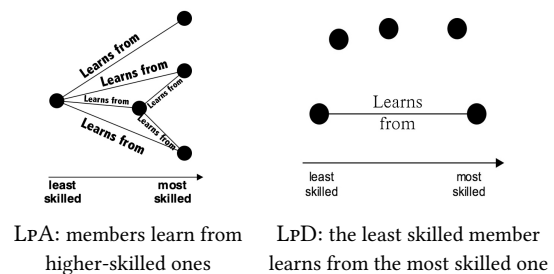 Learns from
Learns from
Learns from
Learns from
Learns from
Learns from
least
skilled
most
skilled
LPA: members learn from
higher-skilled ones
Learns
from
least
skilled
most
skilled
LPD: the least skilled member
learns from the most skilled one